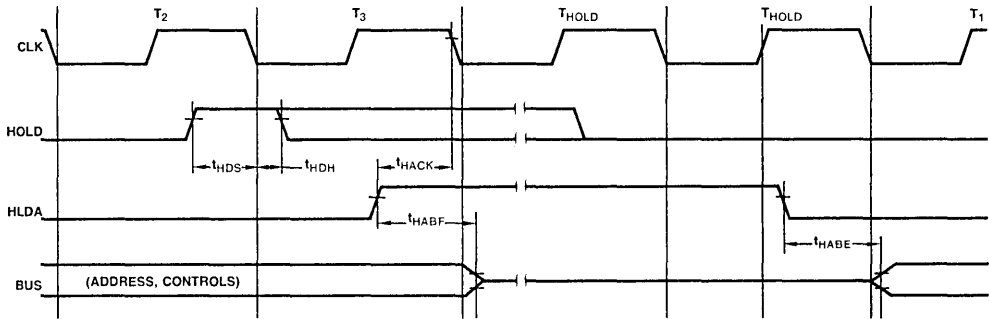 T2 T3 THOLD THOLD T1
CLK
HOLD
tHDS tHDH tHACK
HLDA
tHABF tHABE
BUS (ADDRESS, CONTROLS)